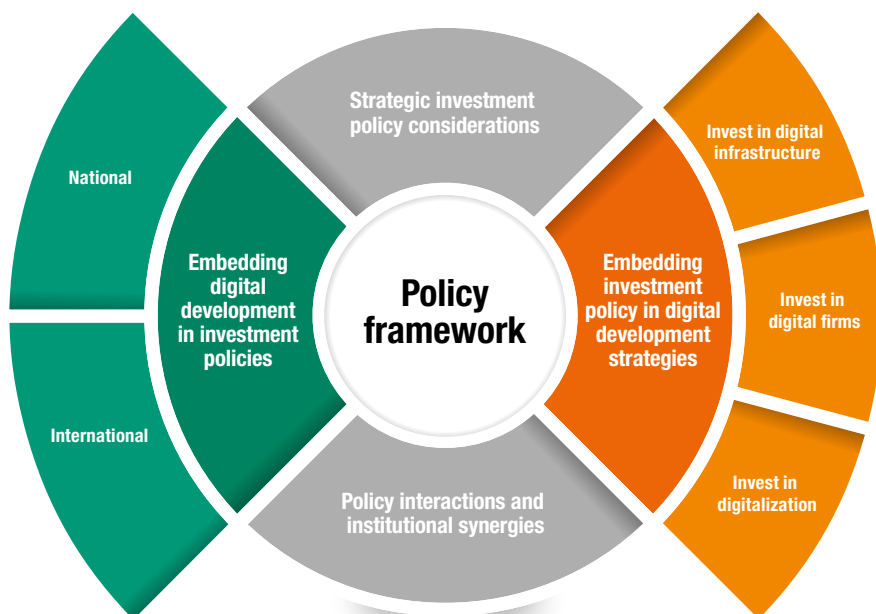 Strategic investment
policy considerations
National
International
Embedding
digital
development
in investment
policies
Policy
framework
Embedding
investment
policy in digital
development
strategies
Invest in digital
infrastructure
Invest in
digital firms
Invest in
digitalization
Policy interactions and
institutional synergies